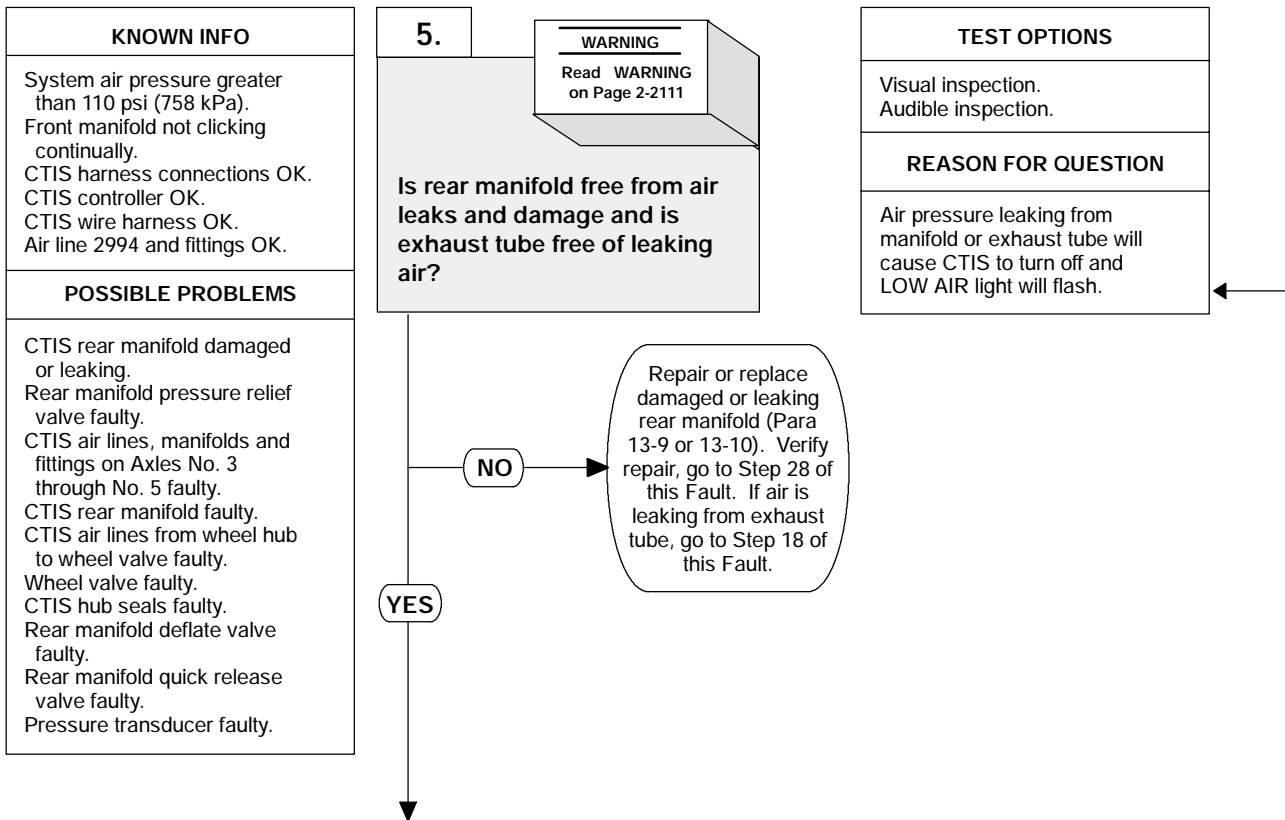 KNOWN INFO
System air pressure greater
than 110 psi (758 kPa).
Front manifold not clicking
continually.
CTIS harness connections OK.
CTIS controller OK.
CTIS wire harness OK.
Air line 2994 and fittings OK.
POSSIBLE PROBLEMS
CTIS rear manifold damaged
or leaking.
Rear manifold pressure relief
valve faulty.
CTIS air lines, manifolds and
fittings on Axles No. 3
through No. 5 faulty.
CTIS rear manifold faulty.
CTIS air lines from wheel hub
to wheel valve faulty.
Wheel valve faulty.
CTIS hub seals faulty.
Rear manifold deflate valve
faulty.
Rear manifold quick release
valve faulty.
Pressure transducer faulty.
5.
WARNING
Read WARNING
on Page 2-2111
Is rear manifold free from air
leaks and damage and is
exhaust tube free of leaking
air?
NO
Repair or replace
damaged or leaking
rear manifold (Para
13-9 or 13-10). Verify
repair, go to Step 28 of
this Fault. If air is
leaking from exhaust
tube, go to Step 18 of
this Fault.
YES
TEST OPTIONS
Visual inspection.
Audible inspection.
REASON FOR QUESTION
Air pressure leaking from
manifold or exhaust tube will
cause CTIS to turn off and
LOW AIR light will flash.